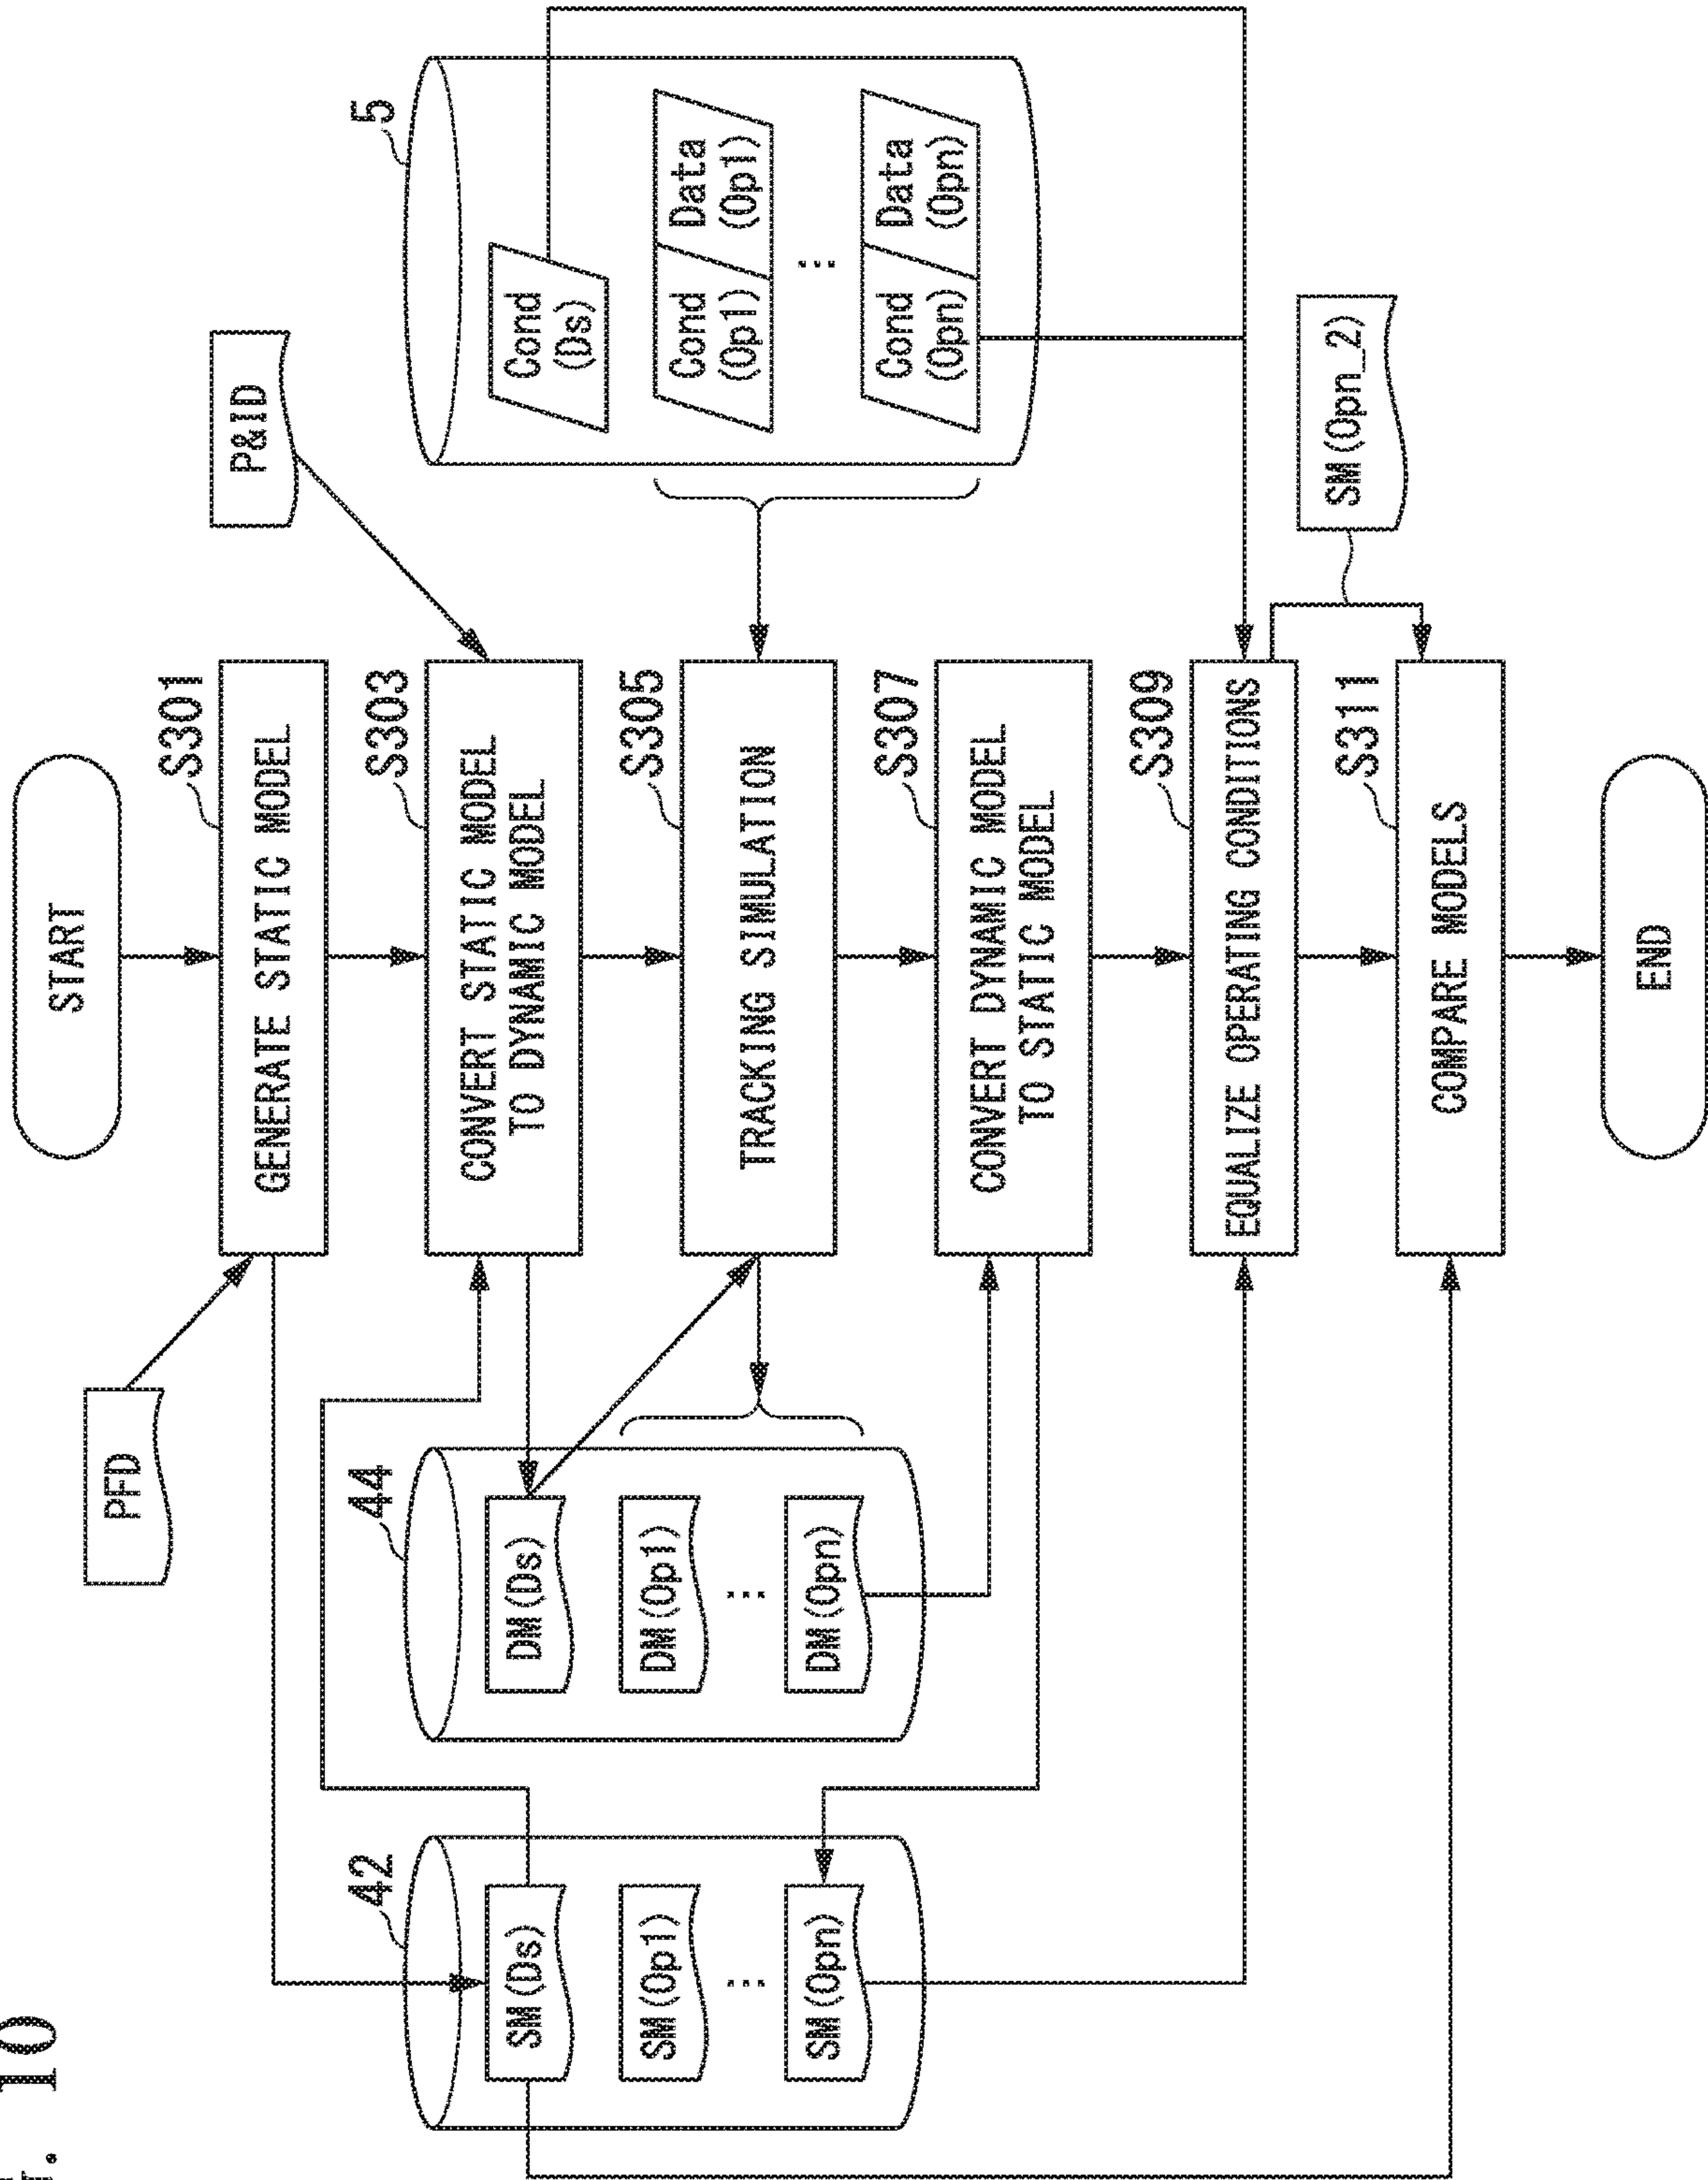 10
START
PFD
S301
GENERATE STATIC MODEL
P&ID
42
44
S303
CONVERT STATIC MODEL
TO DYNAMIC MODEL
5
SM(Ds)
DM(Ds)
Cond
(Ds)
SM(Op1)
DM(Op1)
S305
TRACKING SIMULATION
Cond
(Op1)
Data
(Op1)
...
...
...
SM(Opn)
DM(Opn)
S307
CONVERT DYNAMIC MODEL
TO STATIC MODEL
Cond
(Opn)
Data
(Opn)
S309
EQUALIZE OPERATING CONDITIONS
SM(Opn_2)
S311
COMPARE MODELS
END